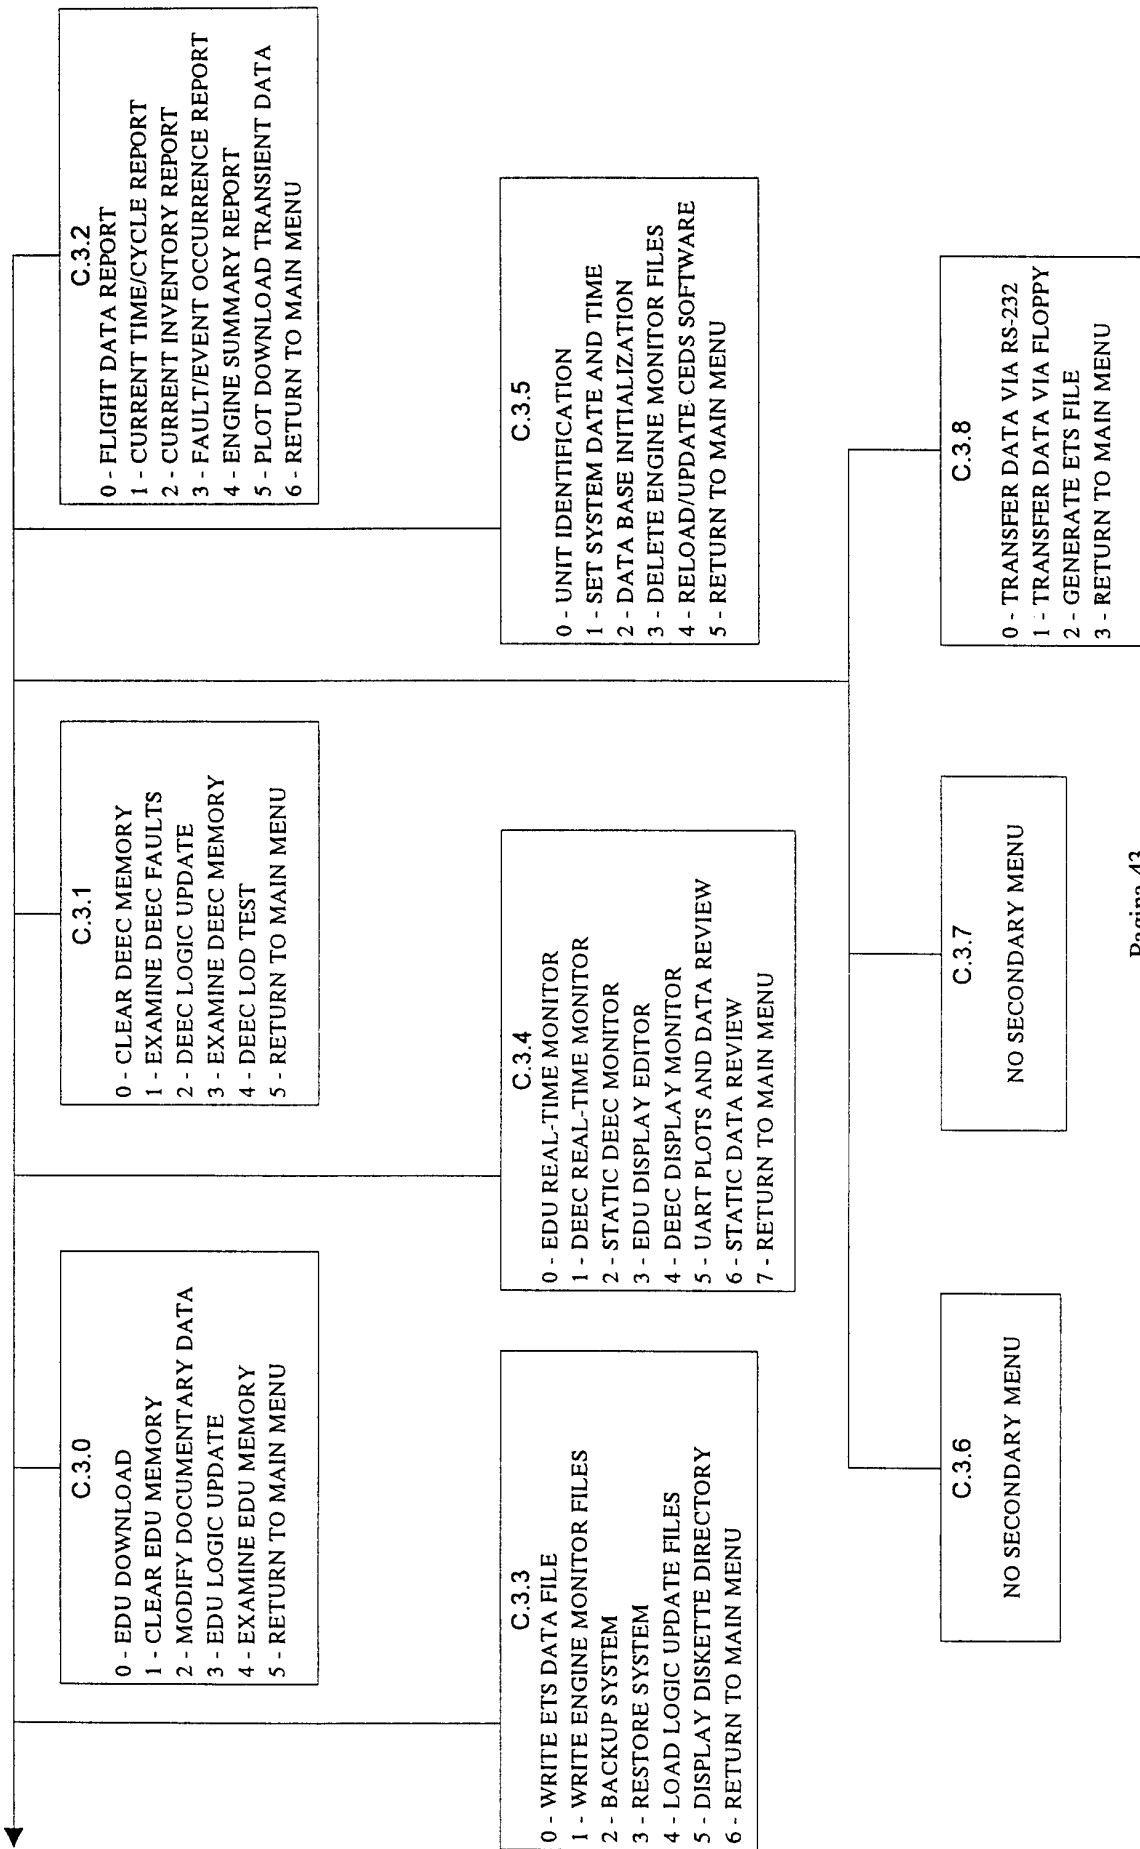 C.3.0
0 - EDU DOWNLOAD
1 - CLEAR EDU MEMORY
2 - MODIFY DOCUMENTARY DATA
3 - EDU LOGIC UPDATE
4 - EXAMINE EDU MEMORY
5 - RETURN TO MAIN MENU
C.3.1
0 - CLEAR DEEC MEMORY
1 - EXAMINE DEEC FAULTS
2 - DEEC LOGIC UPDATE
3 - EXAMINE DEEC MEMORY
4 - DEEC LOD TEST
5 - RETURN TO MAIN MENU
C.3.2
0 - FLIGHT DATA REPORT
1 - CURRENT TIME/CYCLE REPORT
2 - CURRENT INVENTORY REPORT
3 - FAULT/EVENT OCCURRENCE REPORT
4 - ENGINE SUMMARY REPORT
5 - PLOT DOWNLOAD TRANSIENT DATA
6 - RETURN TO MAIN MENU
C.3.3
0 - WRITE ETS DATA FILE
1 - WRITE ENGINE MONITOR FILES
2 - BACKUP SYSTEM
3 - RESTORE SYSTEM
4 - LOAD LOGIC UPDATE FILES
5 - DISPLAY DISKETTE DIRECTORY
6 - RETURN TO MAIN MENU
C.3.4
0 - EDU REAL-TIME MONITOR
1 - DEEC REAL-TIME MONITOR
2 - STATIC DEEC MONITOR
3 - EDU DISPLAY EDITOR
4 - DEEC DISPLAY MONITOR
5 - UART PLOTS AND DATA REVIEW
6 - STATIC DATA REVIEW
7 - RETURN TO MAIN MENU
C.3.5
0 - UNIT IDENTIFICATION
1 - SET SYSTEM DATE AND TIME
2 - DATA BASE INITIALIZATION
3 - DELETE ENGINE MONITOR FILES
4 - RELOAD/UPDATE CEDS SOFTWARE
5 - RETURN TO MAIN MENU
C.3.6
NO SECONDARY MENU
C.3.7
NO SECONDARY MENU
C.3.8
0 - TRANSFER DATA VIA RS-232
1 - TRANSFER DATA VIA FLOPPY
2 - GENERATE ETS FILE
3 - RETURN TO MAIN MENU
Pagina 43